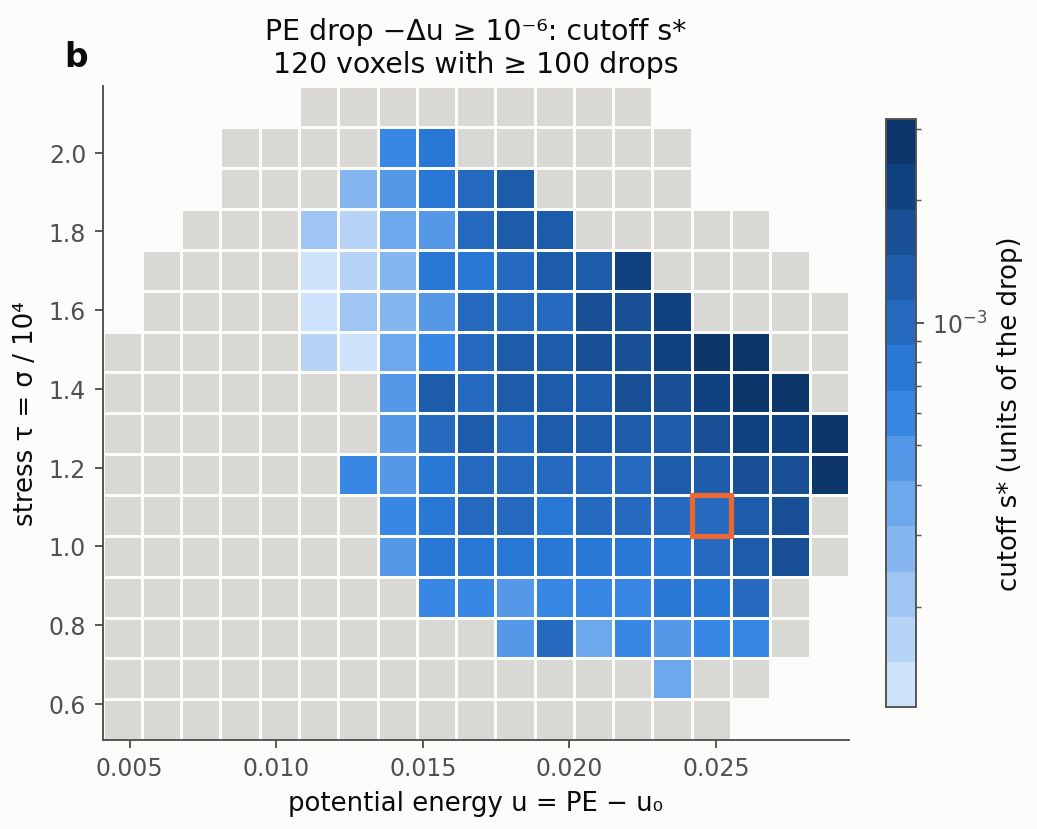 b
PE drop −Δu ≥ 10⁻⁶: cutoff s*
120 voxels with ≥ 100 drops
stress τ = σ / 10⁴
2.0
1.8
1.6
1.4
1.2
1.0
0.8
0.6
0.005
0.010
0.015
0.020
0.025
potential energy u = PE − u₀
10⁻³
cutoff s* (units of the drop)